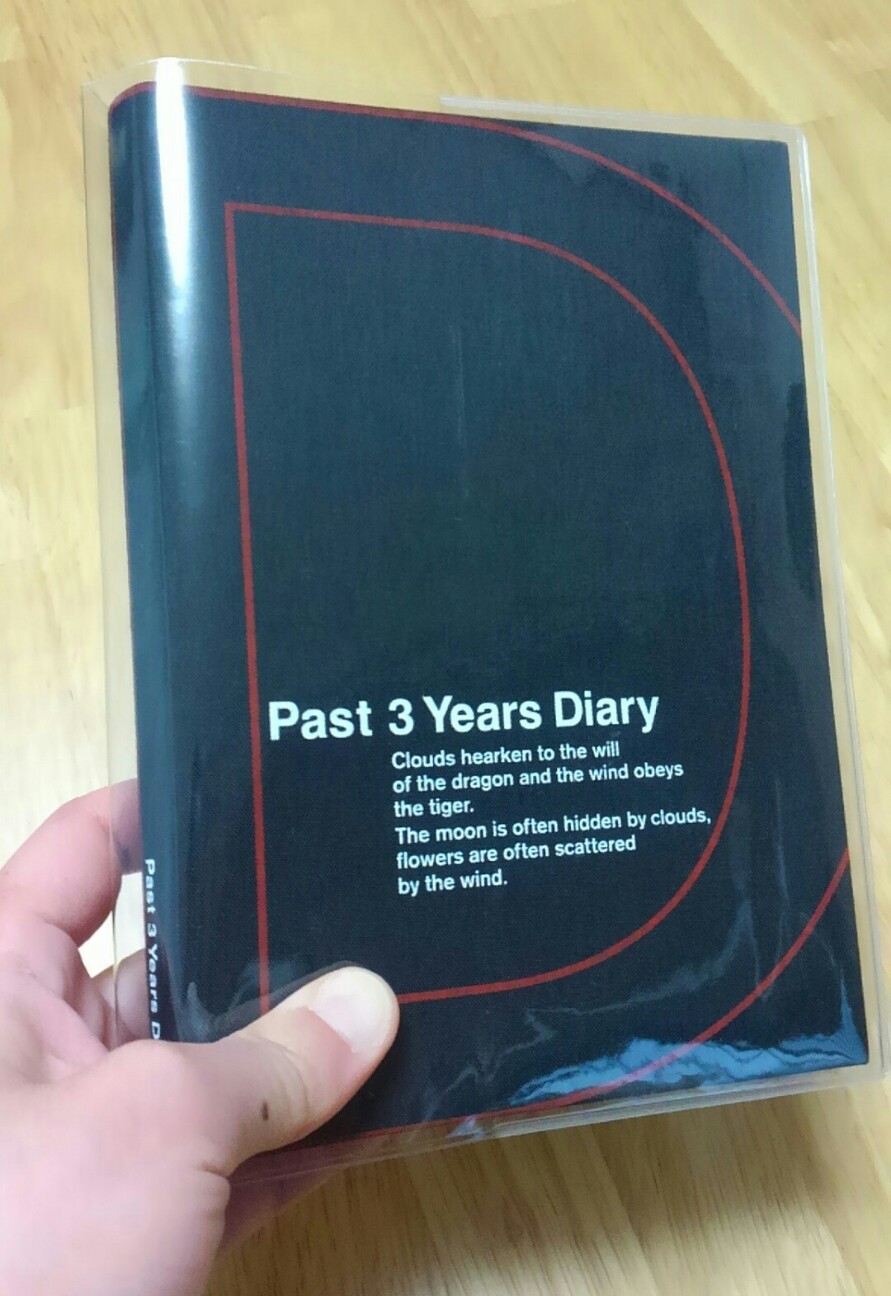 Past 3 Years Diary
Clouds hearken to the will
of the dragon and the wind obeys
the tiger.
The moon is often hidden by clouds,
flowers are often scattered
by the wind.
Past 3 Years D